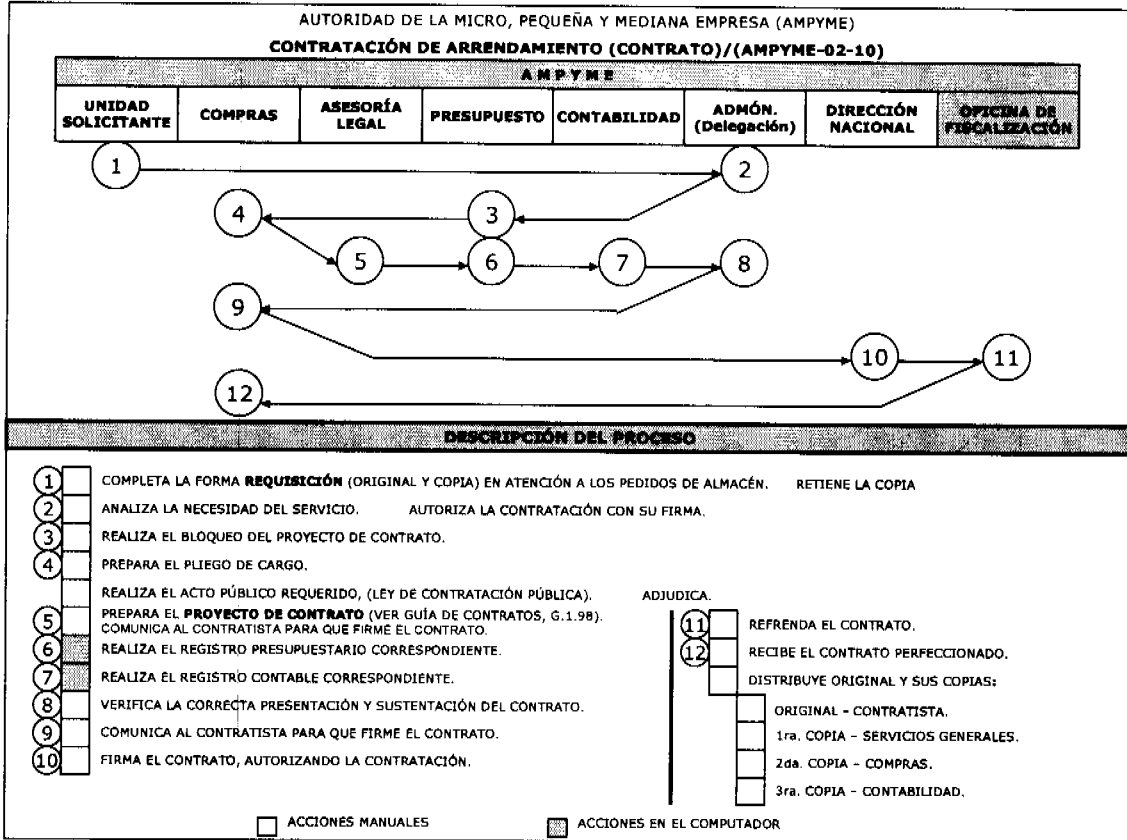 AUTORIDAD DE LA MICRO, PEQUEÑA Y MEDIANA EMPRESA (AMPYME)
CONTRATACIÓN DE ARRENDAMIENTO (CONTRATO)/(AMPYME-02-10)
AMPYME
UNIDAD SOLICITANTE
COMPRAS
ASESORÍA LEGAL
PRESUPUESTO
CONTABILIDAD
ADMÓN. (Delegación)
DIRECCIÓN NACIONAL
OFICINA DE FISCALIZACIÓN
1
2
4
3
5
6
7
8
9
10
11
12
DESCRIPCIÓN DEL PROCESO
1 COMPLETA LA FORMA REQUISICIÓN (ORIGINAL Y COPIA) EN ATENCIÓN A LOS PEDIDOS DE ALMACÉN. RETIENE LA COPIA
2 ANALIZA LA NECESIDAD DEL SERVICIO. AUTORIZA LA CONTRATACIÓN CON SU FIRMA.
3 REALIZA EL BLOQUEO DEL PROYECTO DE CONTRATO.
4 PREPARA EL PLIEGO DE CARGO.
REALIZA EL ACTO PÚBLICO REQUERIDO, (LEY DE CONTRATACIÓN PÚBLICA). ADJUDICA.
5 PREPARA EL PROYECTO DE CONTRATO (VER GUÍA DE CONTRATOS, G.1.98).
COMUNICA AL CONTRATISTA PARA QUE FIRME EL CONTRATO.
6 REALIZA EL REGISTRO PRESUPUESTARIO CORRESPONDIENTE.
7 REALIZA EL REGISTRO CONTABLE CORRESPONDIENTE.
8 VERIFICA LA CORRECTA PRESENTACIÓN Y SUSTENTACIÓN DEL CONTRATO.
9 COMUNICA AL CONTRATISTA PARA QUE FIRME EL CONTRATO.
10 FIRMA EL CONTRATO, AUTORIZANDO LA CONTRATACIÓN.
11 REFRENDA EL CONTRATO.
12 RECIBE EL CONTRATO PERFECCIONADO.
DISTRIBUYE ORIGINAL Y SUS COPIAS:
ORIGINAL - CONTRATISTA.
1ra. COPIA - SERVICIOS GENERALES.
2da. COPIA - COMPRAS.
3ra. COPIA - CONTABILIDAD.
ACCIONES MANUALES
ACCIONES EN EL COMPUTADOR